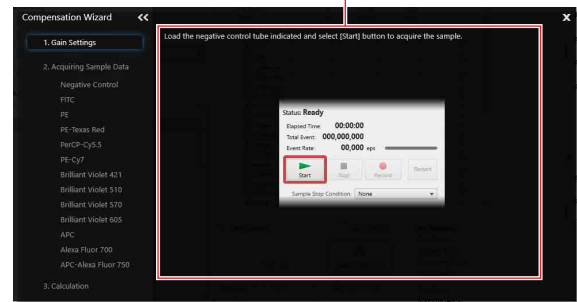 Compensation Wizard <<
X
1. Gain Settings
2. Acquiring Sample Data
Negative Control
FITC
PE
PE-Texas Red
PerCP-Cy5.5
PE-Cy7
Brilliant Violet 421
Brilliant Violet 510
Brilliant Violet 570
Brilliant Violet 605
APC
Alexa Fluor 700
APC-Alexa Fluor 750
3. Calculation
Load the negative control tube indicated and select [Start] button to acquire the sample.
Status: Ready
Elapsed Time: 00:00:00
Total Event: 000,000,000
Event Rate: 00,000 eps
Start Stop Record Restart
Sample Stop Condition: None